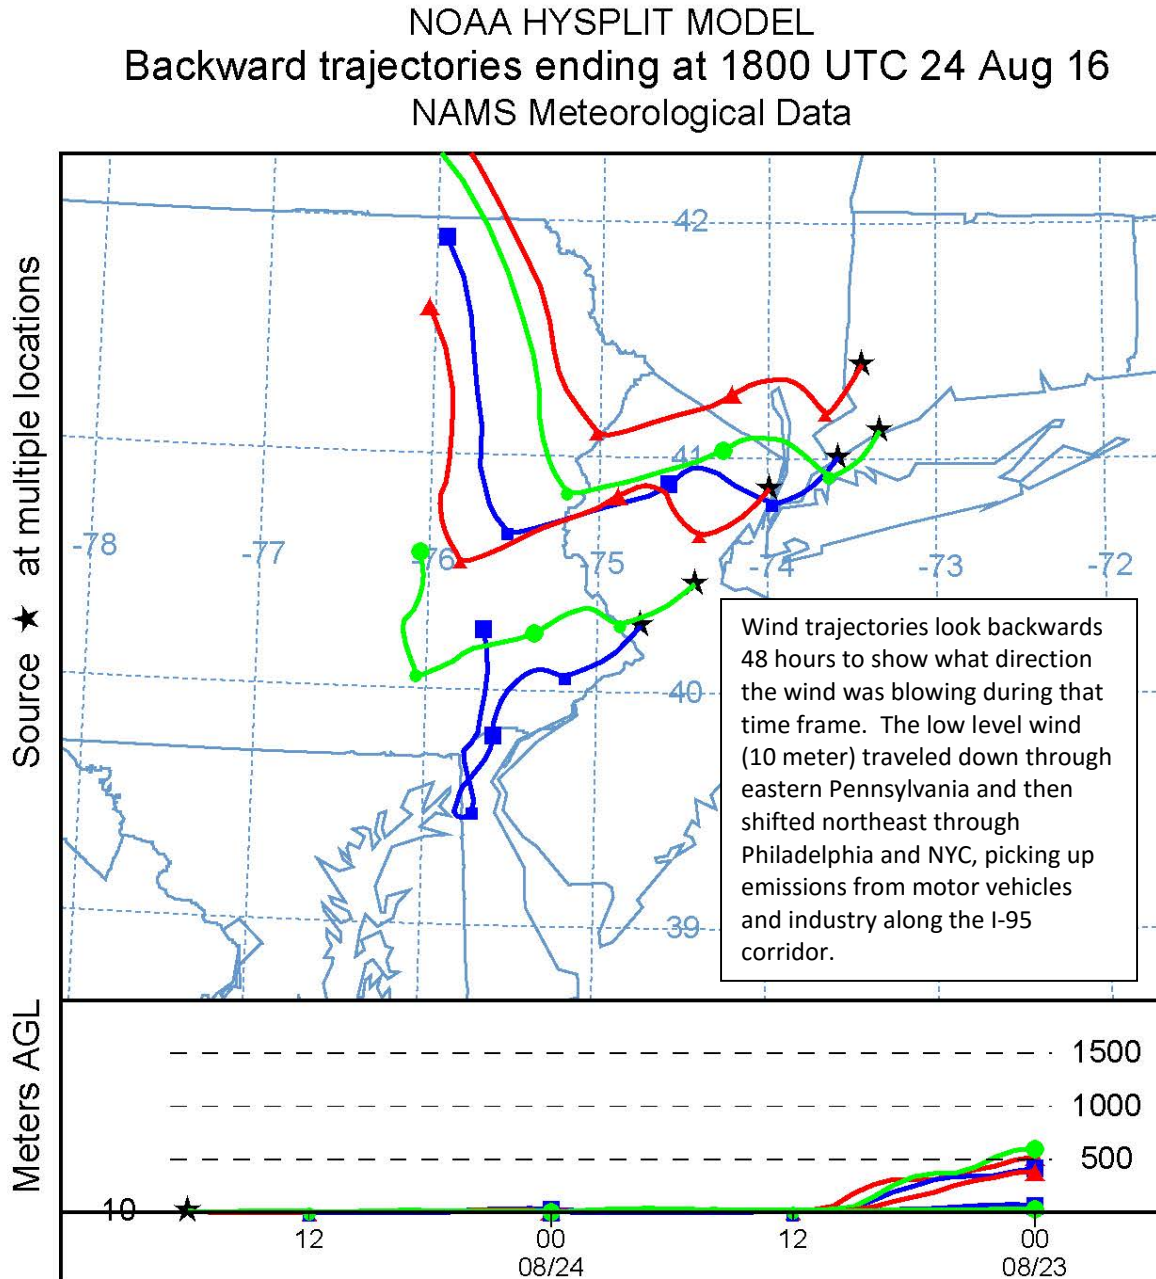 NOAA HYSPLIT MODEL
Backward trajectories ending at 1800 UTC 24 Aug 16
NAMS Meteorological Data
Source ★ at multiple locations
42
41
-78
-77
-76
-75
-74
-73
-72
40
39
Wind trajectories look backwards
48 hours to show what direction
the wind was blowing during that
time frame. The low level wind
(10 meter) traveled down through
eastern Pennsylvania and then
shifted northeast through
Philadelphia and NYC, picking up
emissions from motor vehicles
and industry along the I-95
corridor.
Meters AGL
1500
1000
500
10
12
00
12
00
08/24
08/23